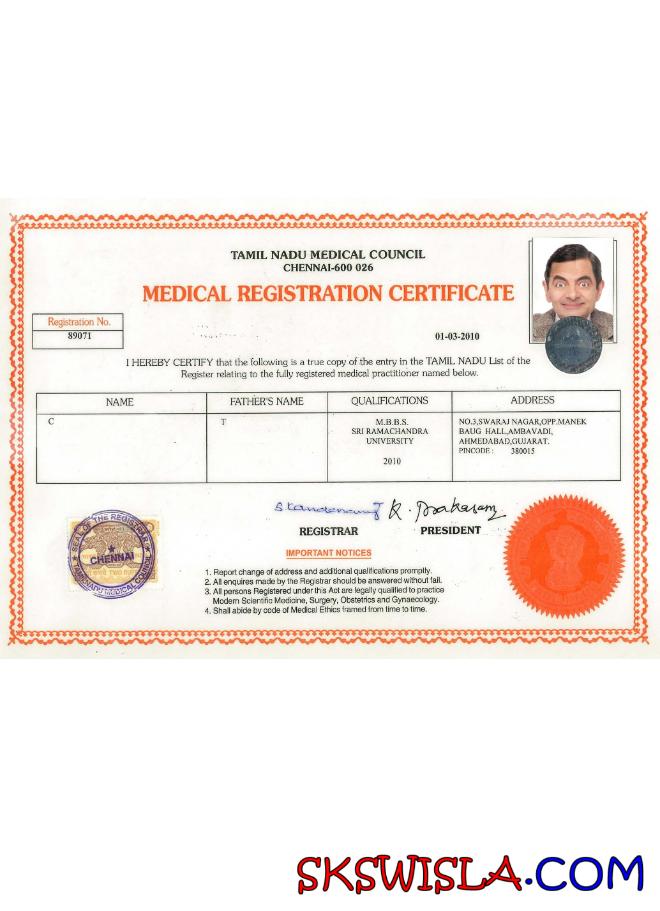 TAMIL NADU MEDICAL COUNCIL
CHENNAI-600 026
MEDICAL REGISTRATION CERTIFICATE
Registration No.
89071
01-03-2010
I HEREBY CERTIFY that the following is a true copy of the entry in the TAMIL NADU List of the
Register relating to the fully registered medical practitioner named below.
NAME FATHER'S NAME QUALIFICATIONS ADDRESS
C T M.B.B.S. NO.3,SWARAJ NAGAR,OPP.MANEK
SRI RAMACHANDRA BAUG HALL,AMBAVADI,
UNIVERSITY AHMEDABAD,GUJARAT.
PINCODE : 380015
2010
K. Prakasam
REGISTRAR PRESIDENT
SEAL OF THE REGISTRAR
CHENNAI
TAMILNADU MEDICAL COUNCIL
IMPORTANT NOTICES
1. Report change of address and additional qualifications promptly.
2. All enquires made by the Registrar should be answered without fail.
3. All persons Registered under this Act are legally qualified to practice
Modern Scientific Medicine, Surgery, Obstetrics and Gynaecology.
4. Shall abide by code of Medical Ethics framed from time to time.
SKSWISLA.COM